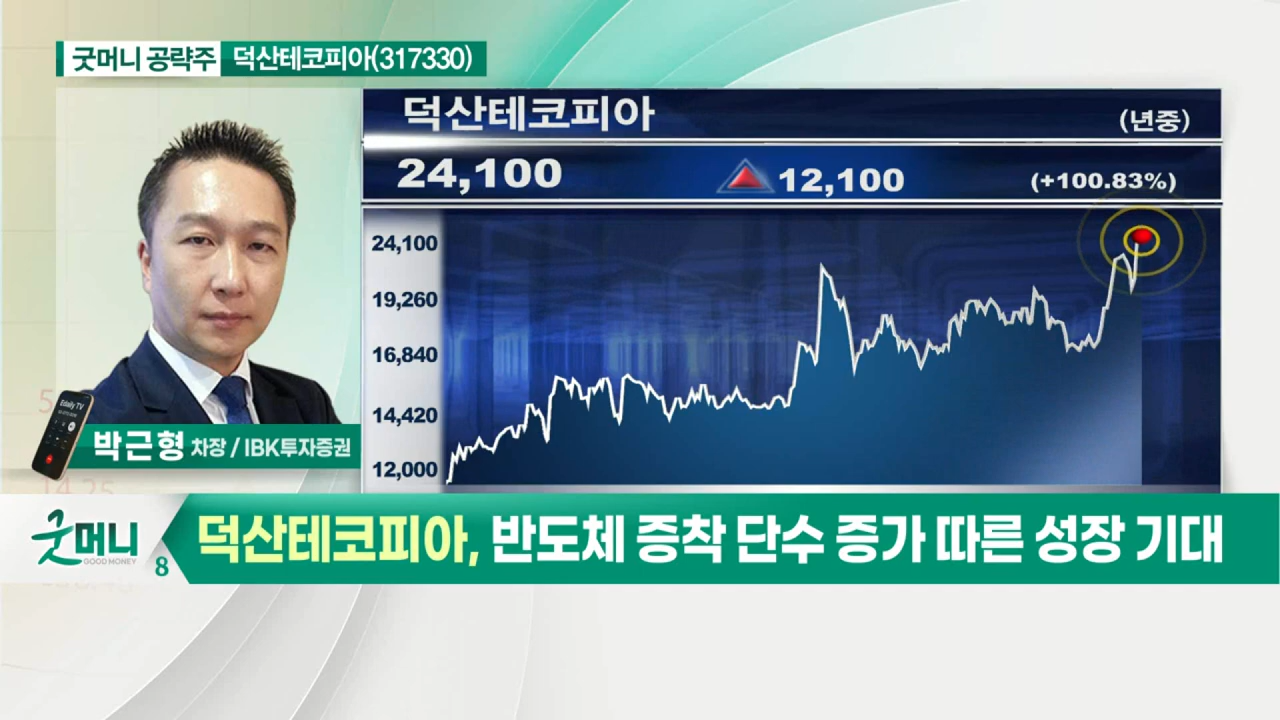 굿머니 공략주 덕산테코피아(317330)
덕산테코피아 (년중)
24,100 ▲ 12,100 (+100.83%)
24,100
19,260
16,840
14,420
12,000
Edaily TV
박근형 차장 / IBK투자증권
14.25
굿머니
GOOD MONEY
8
덕산테코피아, 반도체 증착 단수 증가 따른 성장 기대